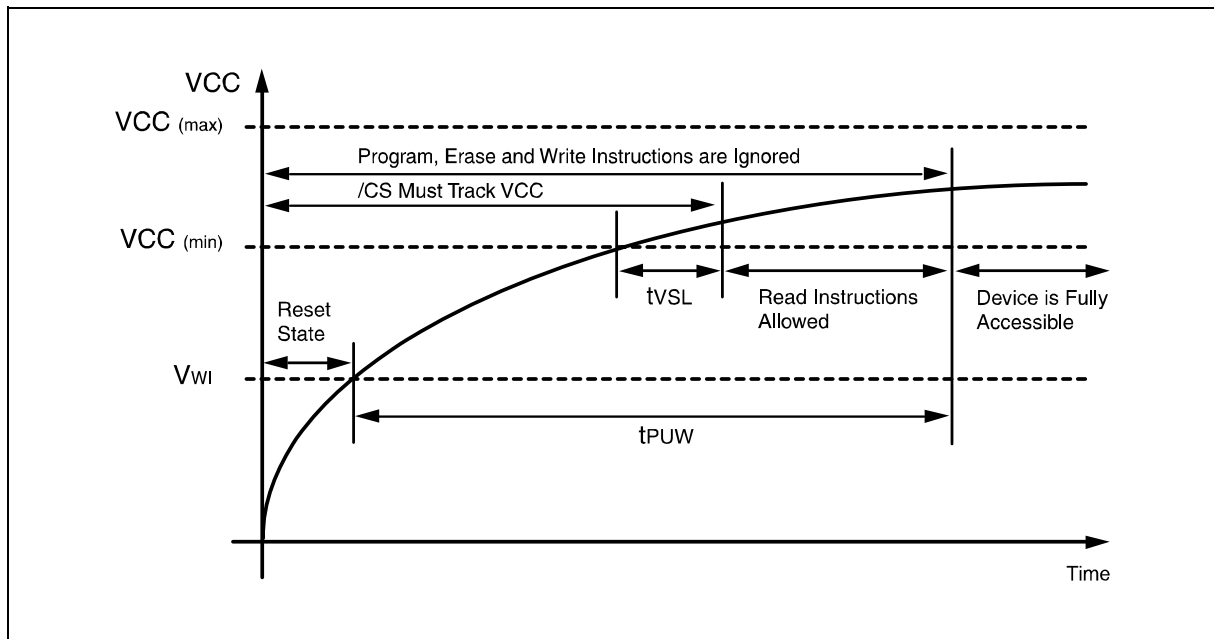 VCC
VCC (max)
Program, Erase and Write Instructions are Ignored
/CS Must Track VCC
VCC (min)
tVSL
Read Instructions
Allowed
Device is Fully
Accessible
Reset
State
VWI
tPUW
Time